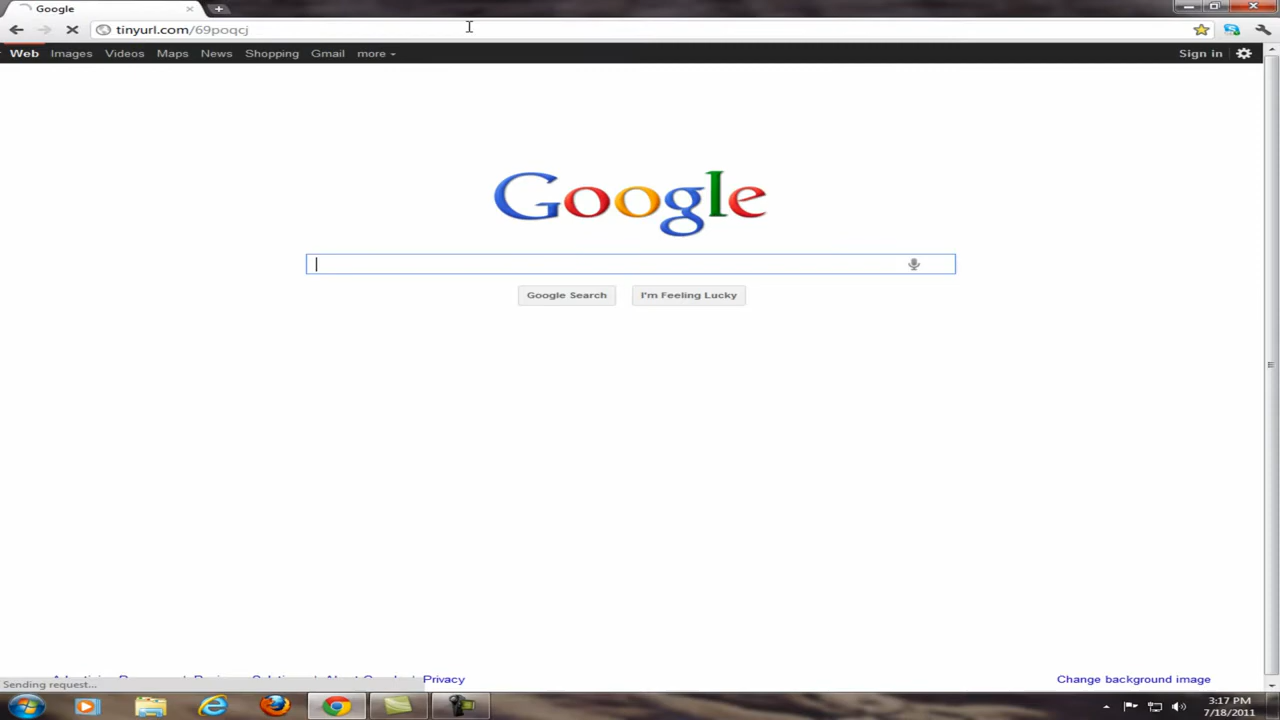 Google
tinyurl.com/69poqcj
Web Images Videos Maps News Shopping Gmail more Sign in
Google
Google Search I'm Feeling Lucky
Privacy Change background image
Sending request...
3:17 PM
7/18/2011